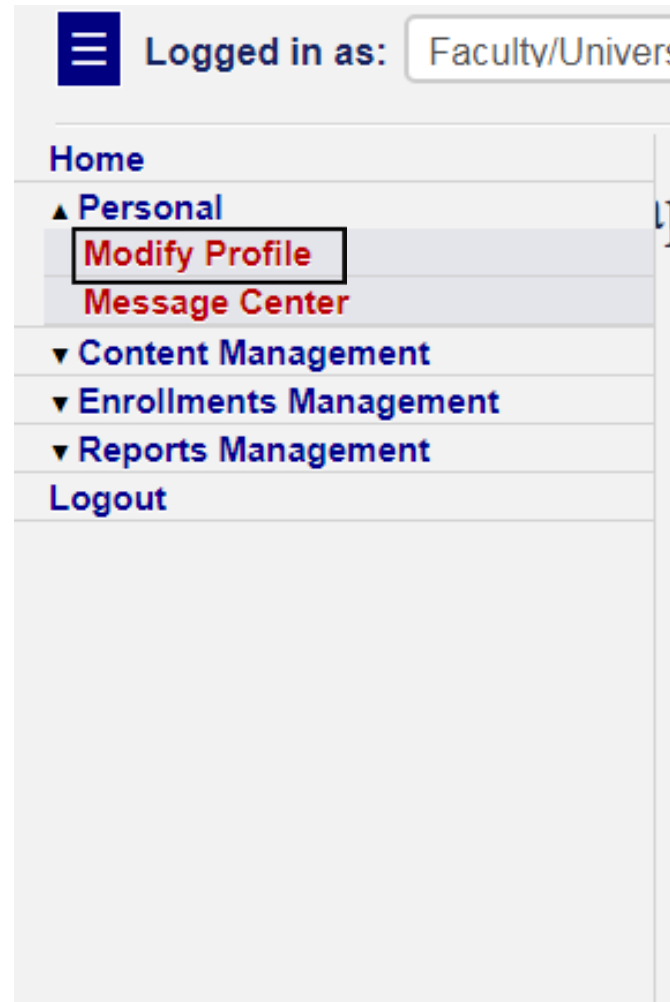 Logged in as: Faculty/Univers
Home
▲ Personal
Modify Profile
Message Center
▼ Content Management
▼ Enrollments Management
▼ Reports Management
Logout